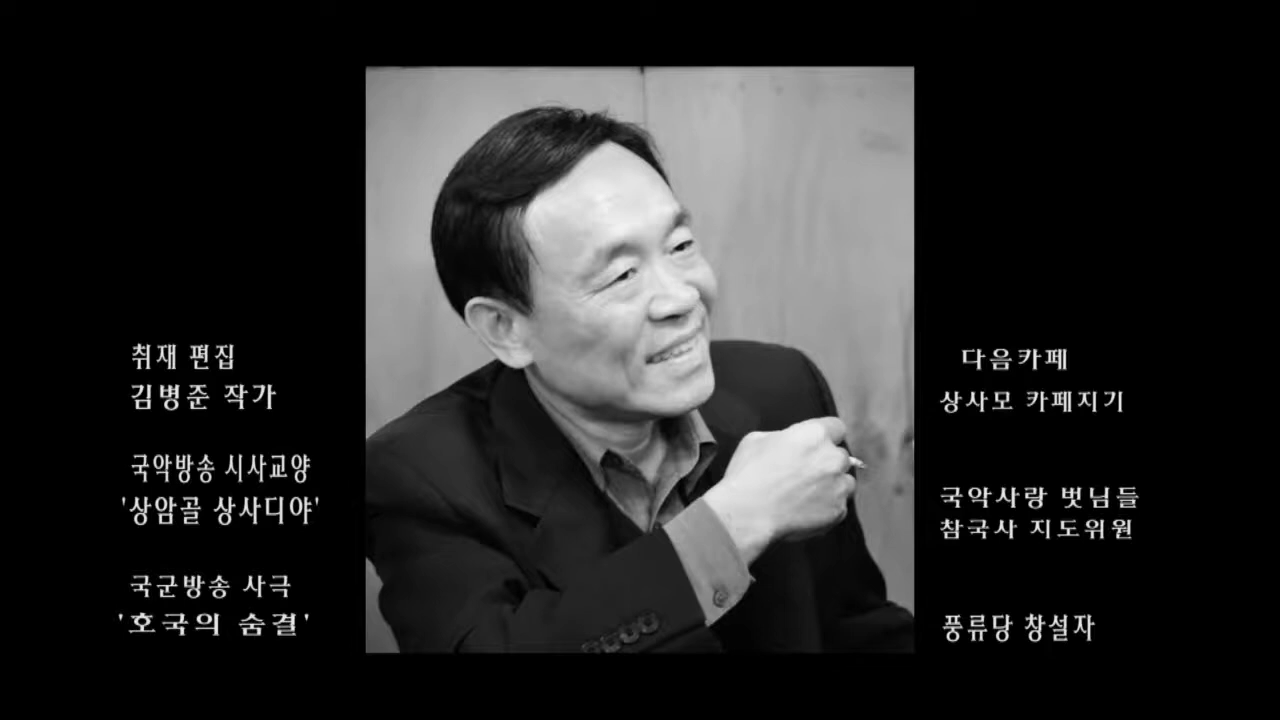 취재 편집
김병준 작가
국악방송 시사교양
'상암골 상사디야'
국군방송 사극
'호국의 숨결'
다음카페
상사모 카페지기
국악사랑 벗님들
참국사 지도위원
풍류당 창설자